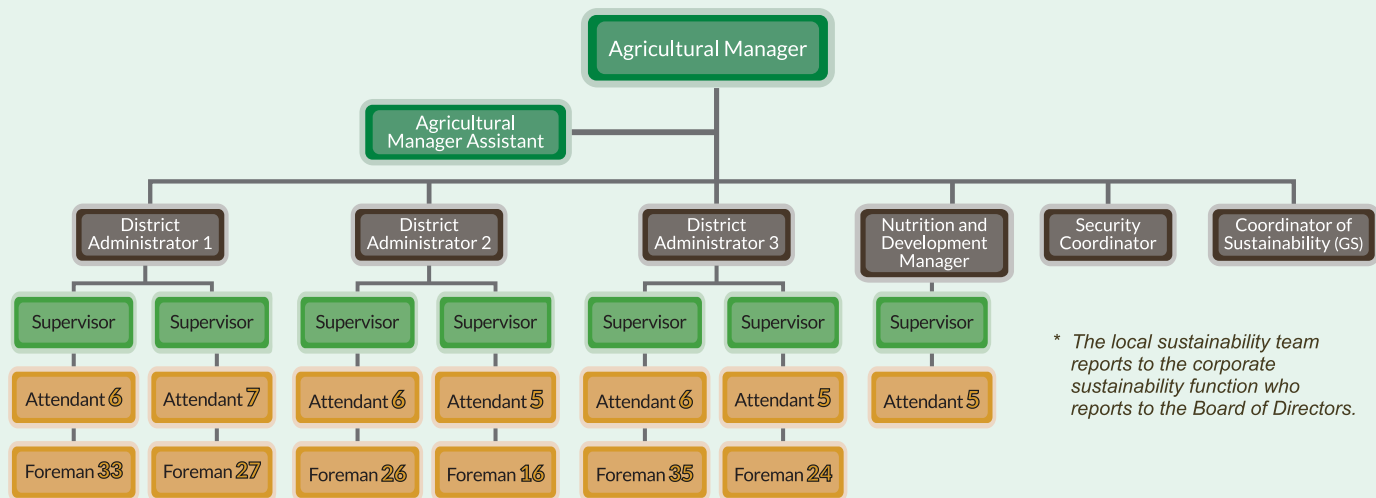 Agricultural Manager
Agricultural
Manager Assistant
District
Administrator 1
District
Administrator 2
District
Administrator 3
Nutrition and
Development
Manager
Security
Coordinator
Coordinator of
Sustainability (GS)
Supervisor
Supervisor
Supervisor
Supervisor
Supervisor
Supervisor
Supervisor
Attendant 6
Attendant 7
Attendant 6
Attendant 5
Attendant 6
Attendant 5
Attendant 5
Foreman 33
Foreman 27
Foreman 26
Foreman 16
Foreman 35
Foreman 24
* The local sustainability team
reports to the corporate
sustainability function who
reports to the Board of Directors.